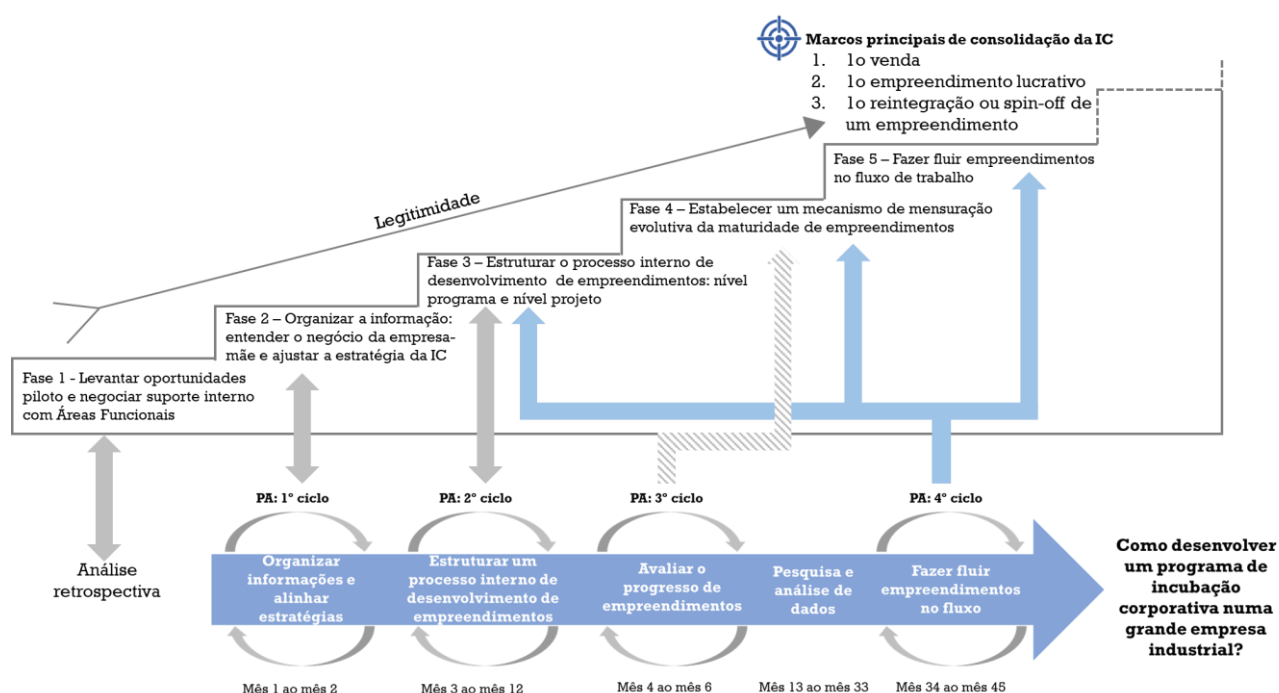 Marcos principais de consolidação da IC
1. 1o venda
2. 1o empreendimento lucrativo
3. 1o reintegração ou spin-off de
um empreendimento
Legitimidade
Fase 5 – Fazer fluir empreendimentos
no fluxo de trabalho
Fase 4 – Estabelecer um mecanismo de mensuração
evolutiva da maturidade de empreendimentos
Fase 3 – Estruturar o processo interno de
desenvolvimento de empreendimentos: nível
programa e nível projeto
Fase 2 – Organizar a informação:
entender o negócio da empresa-
mãe e ajustar a estratégia da IC
Fase 1 - Levantar oportunidades
piloto e negociar suporte interno
com Áreas Funcionais
Análise
retrospectiva
PA: 1º ciclo
PA: 2º ciclo
PA: 3º ciclo
PA: 4º ciclo
Organizar
informações e
alinhar
estratégias
Estruturar um
processo interno de
desenvolvimento de
empreendimentos
Avaliar o
progresso de
empreendimentos
Pesquisa e
análise de
dados
Fazer fluir
empreendimentos
no fluxo
Como desenvolver
um programa de
incubação
corporativa numa
grande empresa
industrial?
Mês 1 ao mês 2
Mês 3 ao mês 12
Mês 4 ao mês 6
Mês 13 ao mês 33
Mês 34 ao mês 45